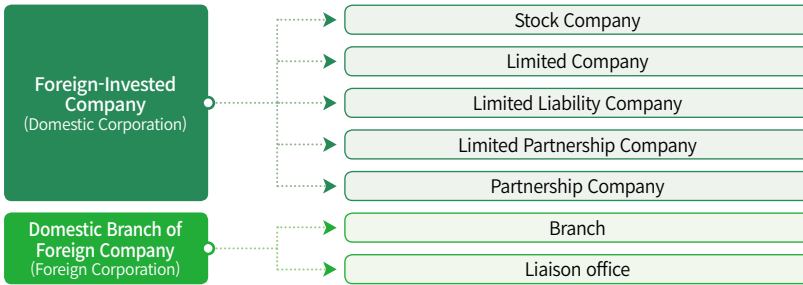 Foreign-Invested
Company
(Domestic Corporation)
Stock Company
Limited Company
Limited Liability Company
Limited Partnership Company
Partnership Company
Domestic Branch of
Foreign Company
(Foreign Corporation)
Branch
Liaison office